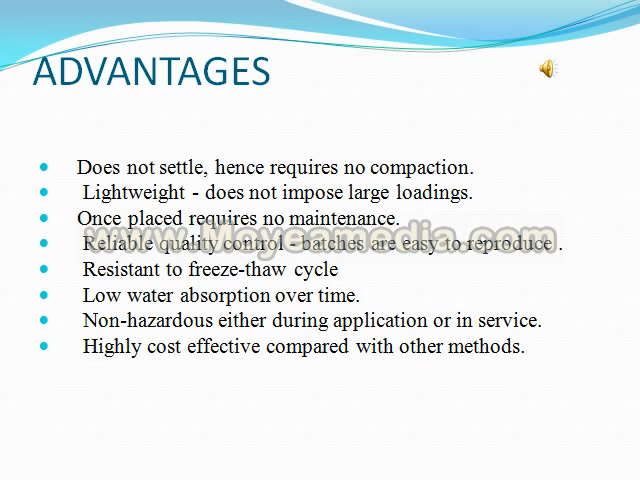 ADVANTAGES
Does not settle, hence requires no compaction.
Lightweight - does not impose large loadings.
Once placed requires no maintenance.
Reliable quality control - batches are easy to reproduce .
www.Moyeamedia.com
Resistant to freeze-thaw cycle
Low water absorption over time.
Non-hazardous either during application or in service.
Highly cost effective compared with other methods.